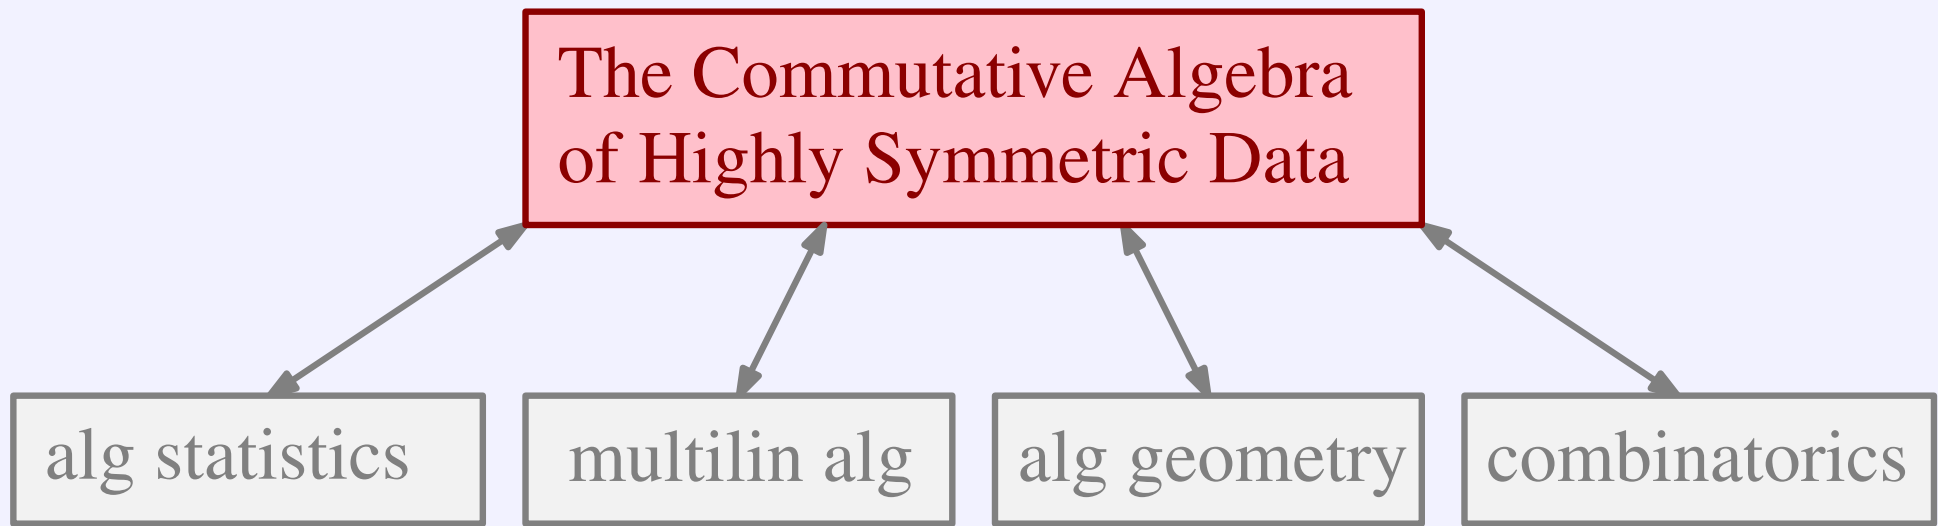 The Commutative Algebra
of Highly Symmetric Data
alg statistics
multilin alg
alg geometry
combinatorics